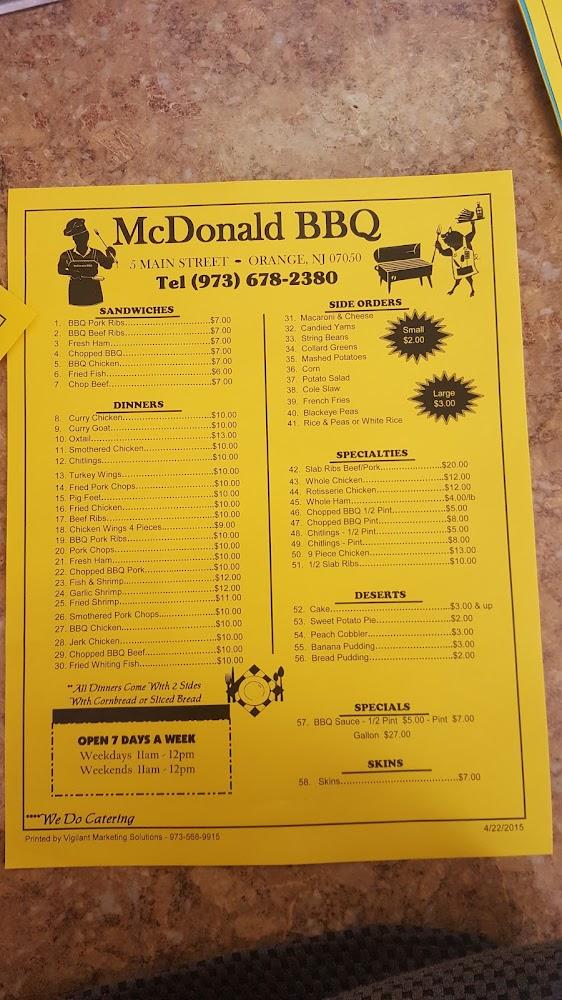 McDonald BBQ
5 MAIN STREET - ORANGE, NJ 07050
Tel (973) 678-2380
SANDWICHES
1. BBQ Pork Ribs.....$7.00
2. BBQ Beef Ribs.....$7.00
3 Fresh Ham.....$7.00
4. Chopped BBQ.....$7.00
5. BBQ Chicken.....$7.00
6. Fried Fish.....$6.00
7. Chop Beef.....$7.00
DINNERS
8. Curry Chicken.....$10.00
9. Curry Goat.....$10.00
10. Oxtail.....$13.00
11. Smothered Chicken.....$10.00
12. Chitlings.....$10.00
13. Turkey Wings.....$10.00
14. Fried Pork Chops.....$10.00
15. Pig Feet.....$10.00
16. Fried Chicken.....$10.00
17. Beef Ribs.....$10.00
18. Chicken Wings 4 Pieces.....$9.00
19. BBQ Pork Ribs.....$10.00
20. Pork Chops.....$10.00
21. Fresh Ham.....$10.00
22. Chopped BBQ Pork.....$10.00
23. Fish & Shrimp.....$12.00
24. Garlic Shrimp.....$12.00
25. Fried Shrimp.....$11.00
26. Smothered Pork Chops.....$10.00
27. BBQ Chicken.....$10.00
28. Jerk Chicken.....$10.00
29. Chopped BBQ Beef.....$10.00
30. Fried Whiting Fish.....$10.00
**All Dinners Come With 2 Sides
With Cornbread or Sliced Bread
OPEN 7 DAYS A WEEK
Weekdays 11am - 12pm
Weekends 11am - 12pm
****We Do Catering
Printed by Vigilant Marketing Solutions - 973-566-9915
SIDE ORDERS
31. Macaroni & Cheese
32. Candied Yams
33. String Beans
34. Collard Greens
35. Mashed Potatoes
36. Corn
37. Potato Salad
38. Cole Slaw
39. French Fries
40. Blackeye Peas
41. Rice & Peas or White Rice
Small
$2.00
Large
$3.00
SPECIALTIES
42. Slab Ribs Beef/Pork.....$20.00
43. Whole Chicken.....$12.00
44. Rotisserie Chicken.....$12.00
45. Whole Ham.....$4.00/lb
46. Chopped BBQ 1/2 Pint.....$5.00
47. Chopped BBQ Pint.....$8.00
48. Chitlings - 1/2 Pint.....$5.00
49. Chitlings - Pint.....$8.00
50. 9 Piece Chicken.....$13.00
51. 1/2 Slab Ribs.....$10.00
DESERTS
52. Cake.....$3.00 & up
53. Sweet Potato Pie.....$2.00
54. Peach Cobbler.....$3.00
55. Banana Pudding.....$3.00
56. Bread Pudding.....$2.00
SPECIALS
57. BBQ Sauce - 1/2 Pint $5.00 - Pint $7.00
Gallon $27.00
SKINS
58. Skins.....$7.00
4/22/2015